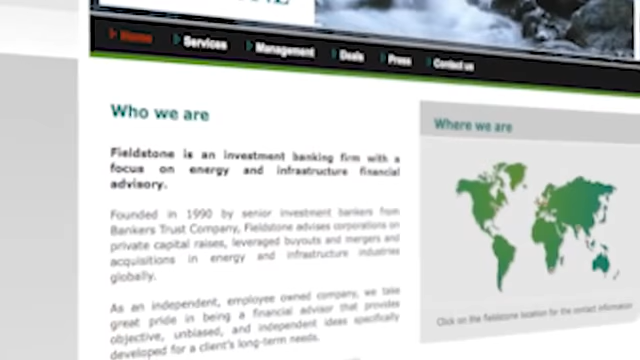 Home Services Management Deals Press Contact us
Who we are
Fieldstone is an investment banking firm with a
focus on energy and infrastructure financial
advisory.
Founded in 1990 by senior investment bankers from
Bankers Trust Company, Fieldstone advises corporations on
private capital raises, leveraged buyouts and mergers and
acquisitions in energy and infrastructure industries
globally.
As an independent, employee owned company, we take
great pride in being a financial advisor that provides
objective, unbiased, and independent ideas specifically
developed for a client's long-term needs.
Where we are
Click on the fieldstone location for the contact information